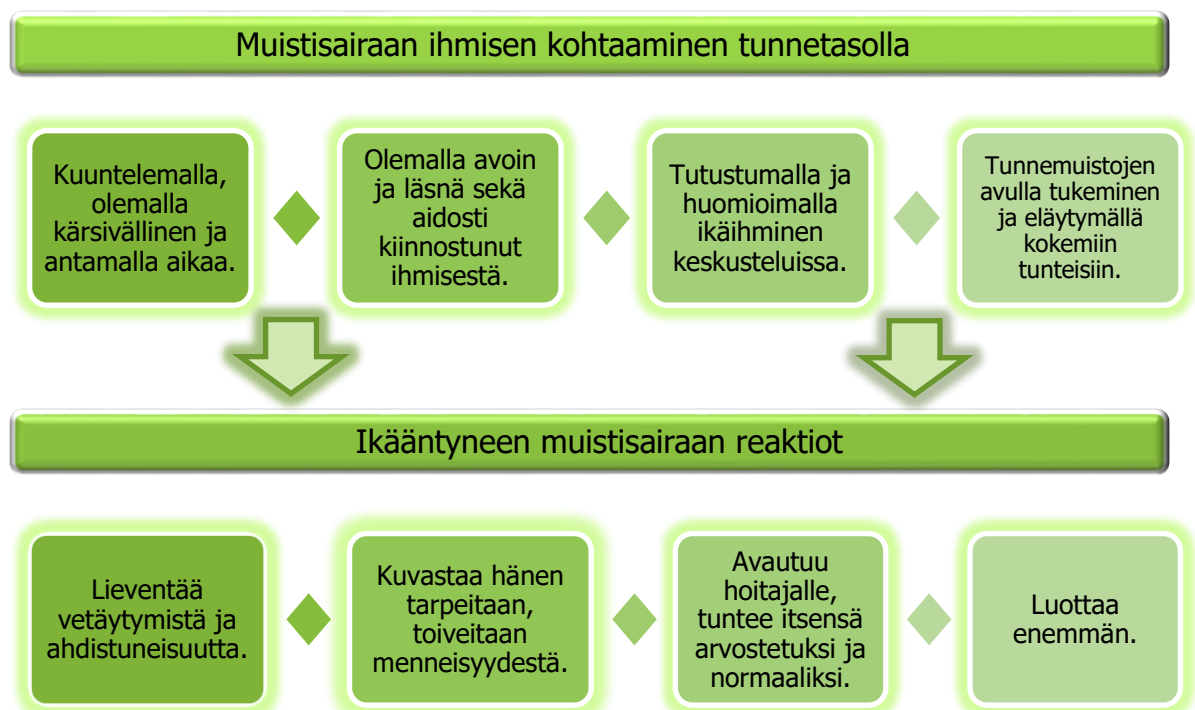 Muistisairaan ihmisen kohtaaminen tunnetasolla
Kuuntelemalla,
olemalla
kärsivällinen ja
antamalla aikaa.
Olemalla avoin
ja läsnä sekä
aidosti
kiinnostunut
ihmisestä.
Tutustumalla ja
huomioimalla
ikäihminen
keskusteluissa.
Tunnemuistojen
avulla tukeminen
ja eläytymällä
kokemiin
tunteisiin.
Ikääntyneen muistisairaan reaktiot
Lieventää
vetäytymistä ja
ahdistuneisuutta.
Kuvastaa hänen
tarpeitaan,
toiveitaan
menneisyydestä.
Avautuu
hoitajalle,
tuntee itsensä
arvostetuksi ja
normaaliksi.
Luottaa
enemmän.